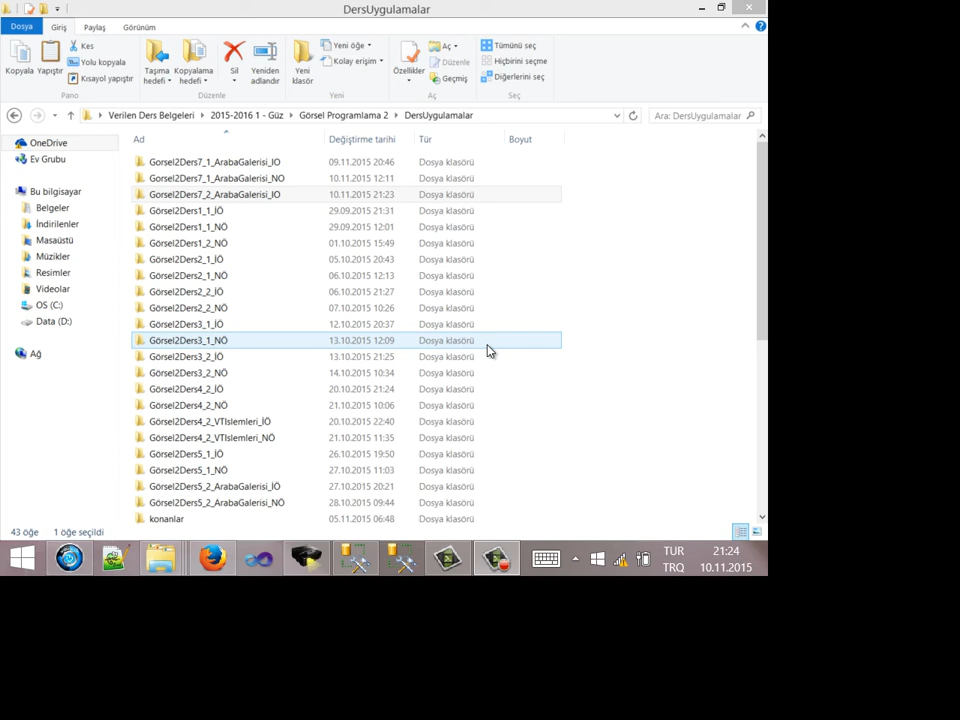 DersUygulamalar
Dosya Giriş Paylaş Görünüm
Kopyala Yapıştır Kes Yolu kopyala Kısayol yapıştır
Taşıma hedefi Kopyalama hedefi Sil Yeniden adlandır
Yeni klasör Yeni öğe Kolay erişim
Özellikler Aç Düzenle Geçmiş
Tümünü seç Hiçbirini seçme Diğerlerini seç
Pano Düzenle Yeni Aç Seç
Verilen Ders Belgeleri 2015-2016 1 - Güz Görsel Programlama 2 DersUygulamalar Ara: DersUygulamalar
OneDrive
Ev Grubu
Bu bilgisayar
Belgeler
İndirilenler
Masaüstü
Müzikler
Resimler
Videolar
OS (C:)
Data (D:)
Ağ
Ad Değiştirme tarihi Tür Boyut
Gorsel2Ders7_1_ArabaGalerisi_IO 09.11.2015 20:46 Dosya klasörü
Gorsel2Ders7_1_ArabaGalerisi_NO 10.11.2015 12:11 Dosya klasörü
Gorsel2Ders7_2_ArabaGalerisi_IO 10.11.2015 21:23 Dosya klasörü
Görsel2Ders1_1_İÖ 29.09.2015 21:31 Dosya klasörü
Görsel2Ders1_1_NÖ 29.09.2015 12:01 Dosya klasörü
Görsel2Ders1_2_NÖ 01.10.2015 15:49 Dosya klasörü
Görsel2Ders2_1_İÖ 05.10.2015 20:43 Dosya klasörü
Görsel2Ders2_1_NÖ 06.10.2015 12:13 Dosya klasörü
Görsel2Ders2_2_İÖ 06.10.2015 21:27 Dosya klasörü
Görsel2Ders2_2_NÖ 07.10.2015 10:26 Dosya klasörü
Görsel2Ders3_1_İÖ 12.10.2015 20:37 Dosya klasörü
Görsel2Ders3_1_NÖ 13.10.2015 12:09 Dosya klasörü
Görsel2Ders3_2_İÖ 13.10.2015 21:25 Dosya klasörü
Görsel2Ders3_2_NÖ 14.10.2015 10:34 Dosya klasörü
Görsel2Ders4_2_İÖ 20.10.2015 21:24 Dosya klasörü
Görsel2Ders4_2_NÖ 21.10.2015 10:06 Dosya klasörü
Görsel2Ders4_2_VTIslemleri_İÖ 20.10.2015 22:40 Dosya klasörü
Görsel2Ders4_2_VTIslemleri_NÖ 21.10.2015 11:35 Dosya klasörü
Görsel2Ders5_1_İÖ 26.10.2015 19:50 Dosya klasörü
Görsel2Ders5_1_NÖ 27.10.2015 11:03 Dosya klasörü
Görsel2Ders5_2_ArabaGalerisi_İÖ 27.10.2015 20:21 Dosya klasörü
Görsel2Ders5_2_ArabaGalerisi_NÖ 28.10.2015 09:44 Dosya klasörü
konanlar 05.11.2015 06:48 Dosya klasörü
43 öğe 1 öğe seçildi
TUR 21:24
TRQ 10.11.2015